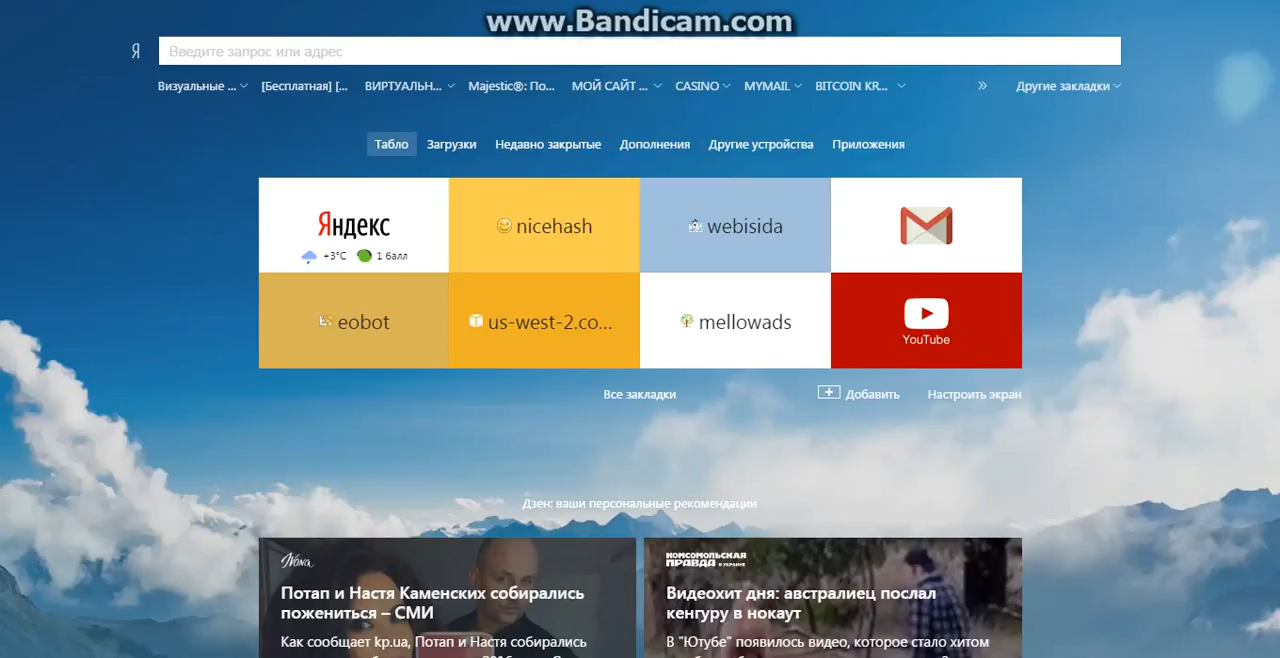 www.Bandicam.com
Я Введите запрос или адрес
Визуальные ... [Бесплатная] [... ВИРТУАЛЬН... Majestic®: По... МОЙ САЙТ ... CASINO MYMAIL BITCOIN KR... » Другие закладки
Табло Загрузки Недавно закрытые Дополнения Другие устройства Приложения
Яндекс
+3°C 1 балл
nicehash
webisida
eobot
us-west-2.co...
mellowads
YouTube
Все закладки Добавить Настроить экран
Дзен: ваши персональные рекомендации
Ivona
Потап и Настя Каменских собирались
пожениться – СМИ
Как сообщает kp.ua, Потап и Настя собирались
КОМСОМОЛЬСКАЯ
ПРАВДА В УКРАИНЕ
Видеохит дня: австралиец послал
кенгуру в нокаут
В "Ютубе" появилось видео, которое стало хитом